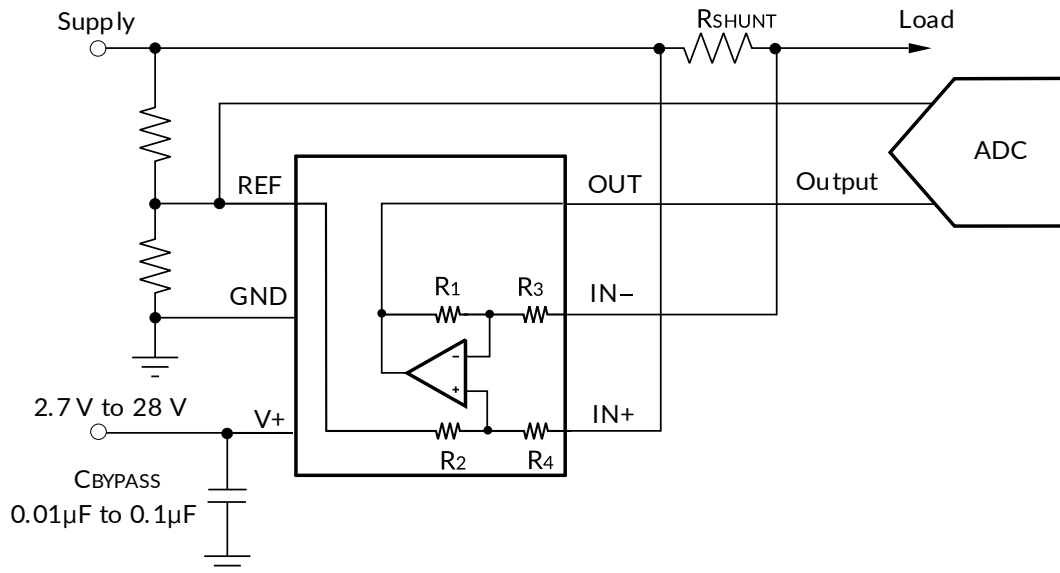 Supply
RSHUNT
Load
ADC
REF
OUT
Output
R1
R3
IN−
GND
−
+
2.7 V to 28 V
V+
IN+
R2
R4
CBYPASS
0.01µF to 0.1µF